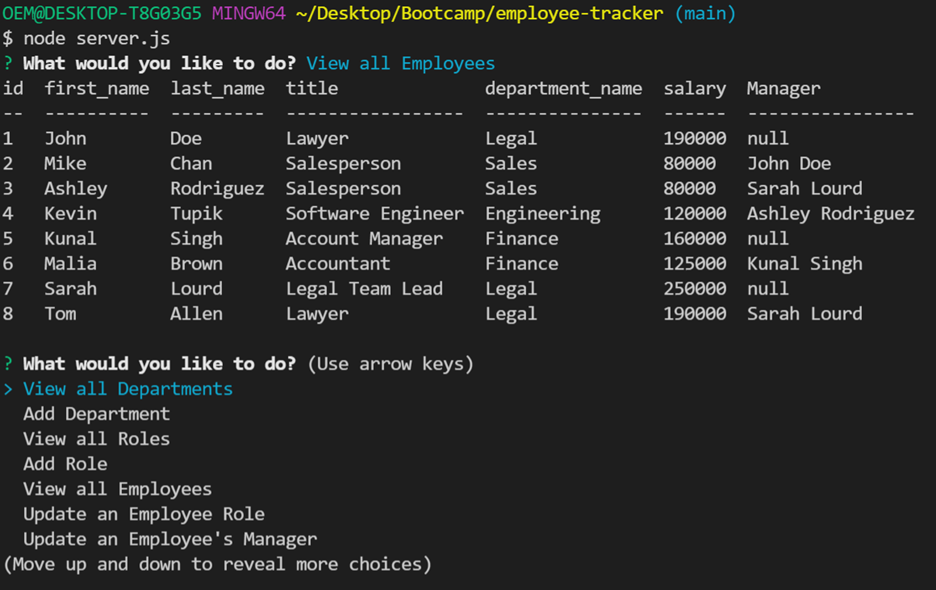 OEM@DESKTOP-T8G03G5 MINGW64 ~/Desktop/Bootcamp/employee-tracker (main)
$ node server.js
? What would you like to do? View all Employees
id  first_name  last_name  title              department_name  salary  Manager
--  ----------  ---------  -----------------  ---------------  ------  ----------------
1   John        Doe        Lawyer             Legal            190000  null
2   Mike        Chan       Salesperson        Sales            80000   John Doe
3   Ashley      Rodriguez  Salesperson        Sales            80000   Sarah Lourd
4   Kevin       Tupik      Software Engineer  Engineering      120000  Ashley Rodriguez
5   Kunal       Singh      Account Manager    Finance          160000  null
6   Malia       Brown      Accountant         Finance          125000  Kunal Singh
7   Sarah       Lourd      Legal Team Lead    Legal            250000  null
8   Tom         Allen      Lawyer             Legal            190000  Sarah Lourd
? What would you like to do? (Use arrow keys)
> View all Departments
  Add Department
  View all Roles
  Add Role
  View all Employees
  Update an Employee Role
  Update an Employee's Manager
(Move up and down to reveal more choices)